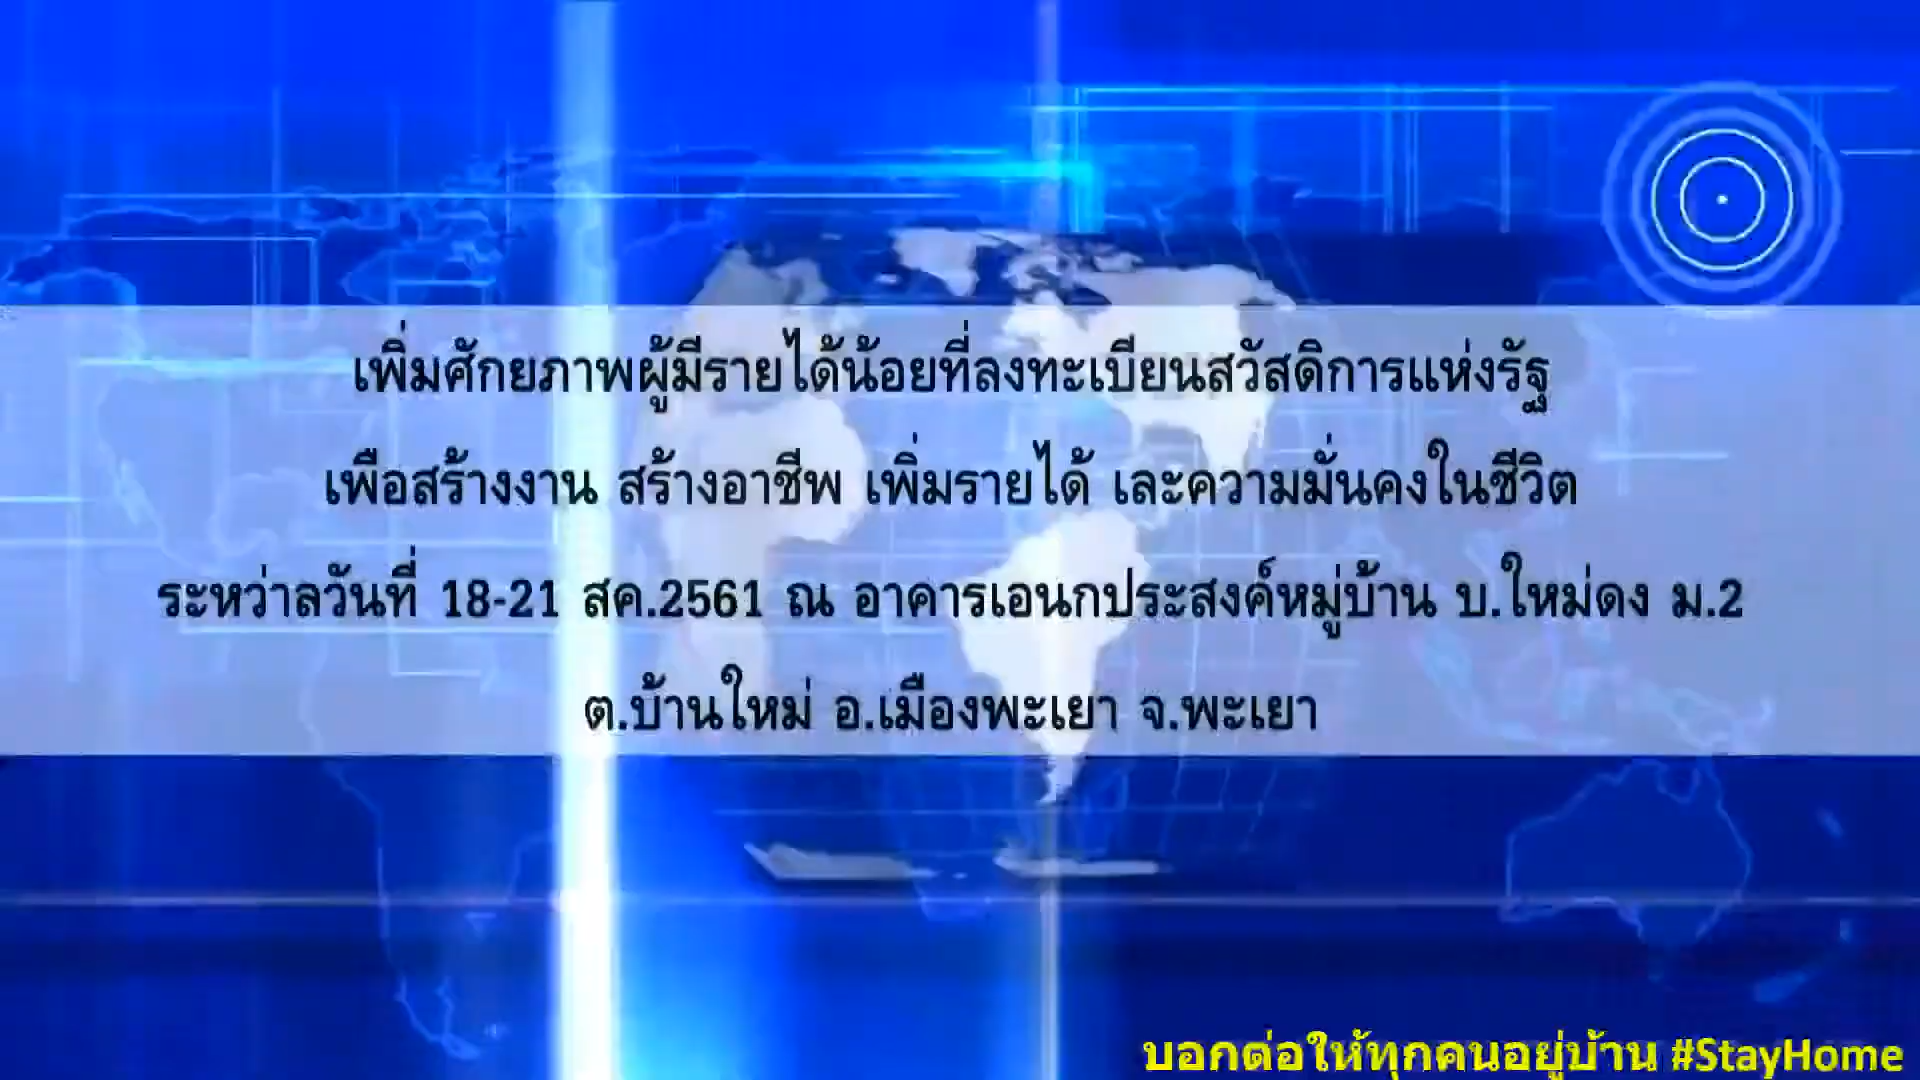 เพิ่มศักยภาพผู้มีรายได้น้อยที่ลงทะเบียนสวัสดิการแห่งรัฐ
เพือสร้างงาน สร้างอาชีพ เพิ่มรายได้ เละความมั่นคงในชีวิต
ระหว่าลวันที่ 18-21 สค.2561 ณ อาคารเอนกประสงค์หมู่บ้าน บ.ใหม่ดง ม.2
ต.บ้านใหม่ อ.เมืองพะเยา จ.พะเยา
บอกต่อให้ทุกคนอยู่บ้าน #StayHome